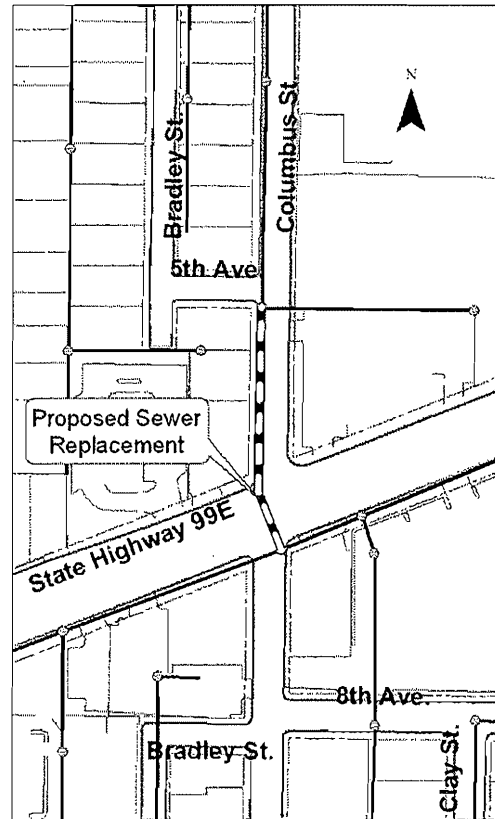 N
Bradley St.
Columbus St
5th Ave
Proposed Sewer
Replacement
State Highway 99E
8th Ave.
Bradley St.
Clay St.